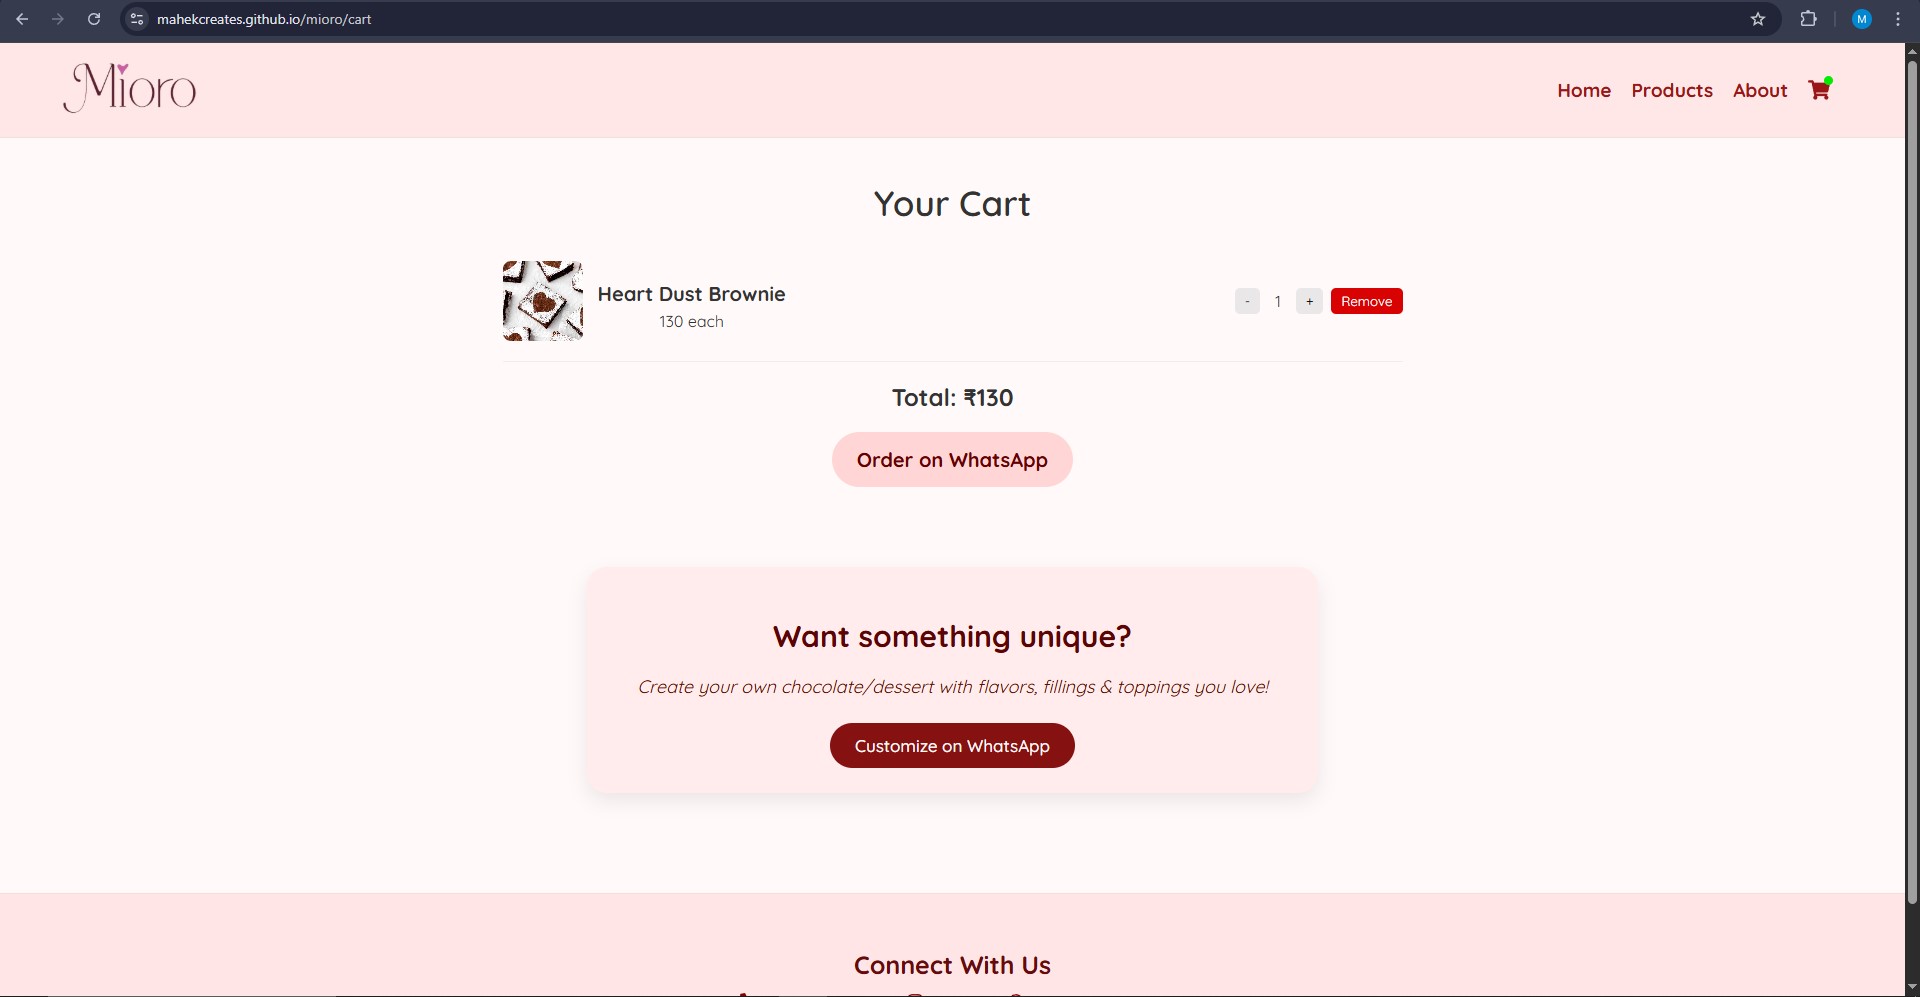 mahekcreates.github.io/mioro/cart
M
Mioro
Home Products About
Your Cart
Heart Dust Brownie
130 each
- 1 + Remove
Total: ₹130
Order on WhatsApp
Want something unique?
Create your own chocolate/dessert with flavors, fillings & toppings you love!
Customize on WhatsApp
Connect With Us